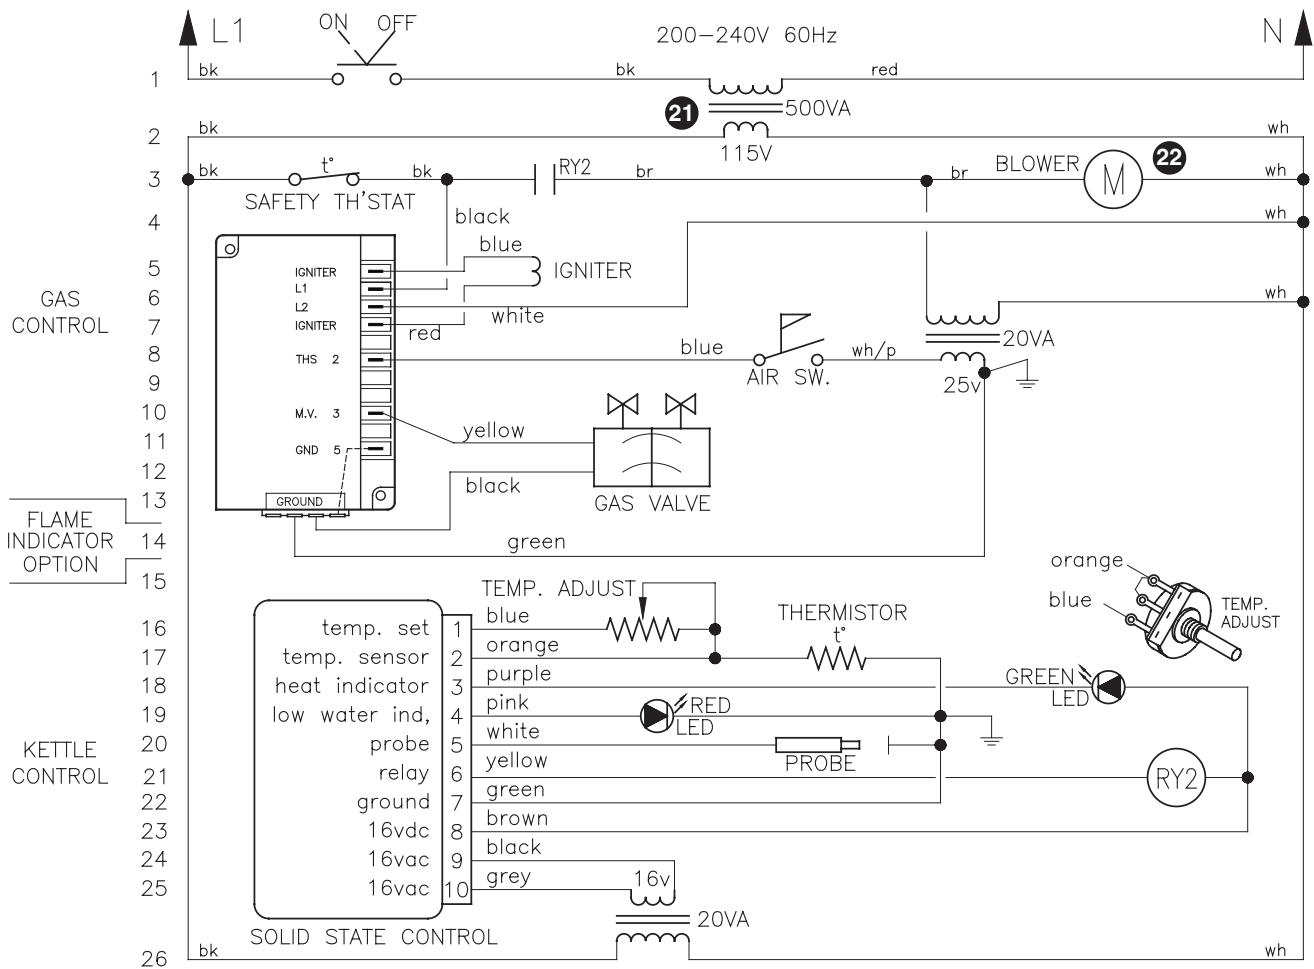 L1
ON OFF
200-240V 60Hz
N
1 bk bk red
21 500VA
2 bk wh
115V
3 bk t° bk RY2 br br BLOWER M 22 wh
SAFETY TH'STAT
4 black wh
GAS
CONTROL
5 IGNITER blue IGNITER
L1
6 L2 white wh
7 IGNITER red
20VA
8 THS 2 blue wh/p
AIR SW.
9 25v
10 M.V. 3
11 GND 5 yellow
12 black
GAS VALVE
13 GROUND
FLAME
INDICATOR
OPTION
14 green
15
TEMP. ADJUST
orange
blue
TEMP.
ADJUST
KETTLE
CONTROL
THERMISTOR
t°
16 temp. set 1 blue
17 temp. sensor 2 orange
18 heat indicator 3 purple GREEN
LED
19 low water ind, 4 pink RED
LED
20 probe 5 white
PROBE
21 relay 6 yellow RY2
22 ground 7 green
23 16vdc 8 brown
24 16vac 9 black
25 16vac 10 grey 16v
20VA
SOLID STATE CONTROL
26 bk wh